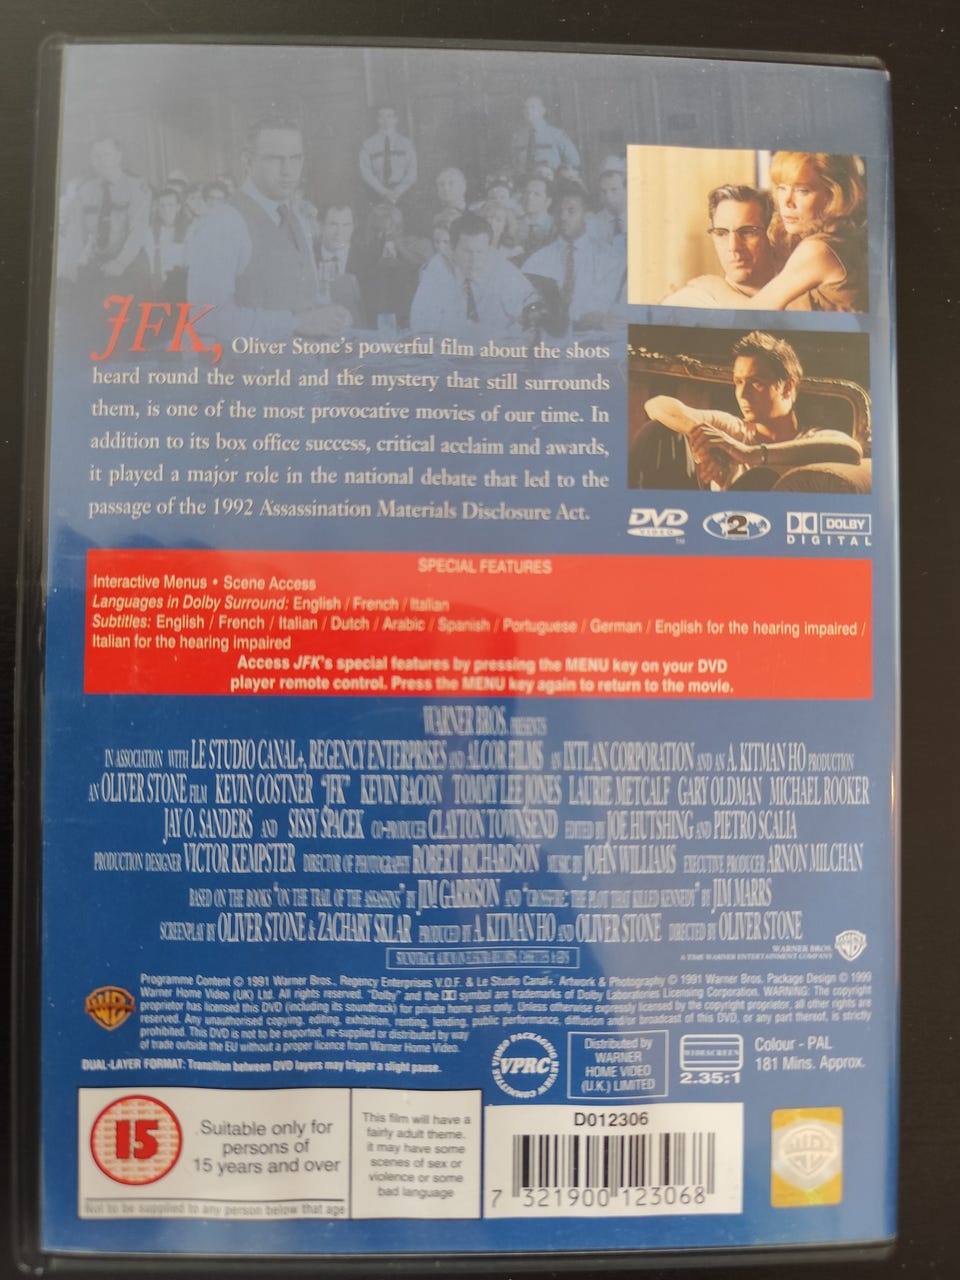 JFK, Oliver Stone's powerful film about the shots
heard round the world and the mystery that still surrounds
them, is one of the most provocative movies of our time. In
addition to its box office success, critical acclaim and awards,
it played a major role in the national debate that led to the
passage of the 1992 Assassination Materials Disclosure Act.
DVD
VIDEO
TM
2
DOLBY
DIGITAL
SPECIAL FEATURES
Interactive Menus • Scene Access
Languages in Dolby Surround: English / French / Italian
Subtitles: English / French / Italian / Dutch / Arabic / Spanish / Portuguese / German / English for the hearing impaired /
Italian for the hearing impaired
Access JFK's special features by pressing the MENU key on your DVD
player remote control. Press the MENU key again to return to the movie.
WARNER BROS. PRESENTS
IN ASSOCIATION WITH LE STUDIO CANAL+, REGENCY ENTERPRISES AND ALCOR FILMS AN IXTLAN CORPORATION AND AN A. KITMAN HO PRODUCTION
AN OLIVER STONE FILM KEVIN COSTNER "JFK" KEVIN BACON TOMMY LEE JONES LAURIE METCALF GARY OLDMAN MICHAEL ROOKER
JAY O. SANDERS AND SISSY SPACEK CO-PRODUCER CLAYTON TOWNSEND EDITED BY JOE HUTSHING AND PIETRO SCALIA
PRODUCTION DESIGNER VICTOR KEMPSTER DIRECTOR OF PHOTOGRAPHY ROBERT RICHARDSON MUSIC BY JOHN WILLIAMS EXECUTIVE PRODUCER ARNON MILCHAN
BASED ON THE BOOKS "ON THE TRAIL OF THE ASSASSINS" BY JIM GARRISON AND "CROSSFIRE: THE PLOT THAT KILLED KENNEDY" BY JIM MARRS
SCREENPLAY BY OLIVER STONE & ZACHARY SKLAR PRODUCED BY A. KITMAN HO AND OLIVER STONE DIRECTED BY OLIVER STONE
WARNER BROS.
A TIME WARNER ENTERTAINMENT COMPANY
Programme Content © 1991 Warner Bros., Regency Enterprises V.O.F. & Le Studio Canal+. Artwork & Photography © 1991 Warner Bros. Package Design © 1999
Warner Home Video (UK) Ltd. All rights reserved. "Dolby" and the symbol are trademarks of Dolby Laboratories Licensing Corporation. WARNING: The copyright
proprietor has licensed this DVD (including its soundtrack) for private home use only. Unless otherwise expressly licensed by the copyright proprietor, all other rights are
reserved. Any unauthorised copying, editing, exhibition, renting, lending, public performance, diffusion and/or broadcast of this DVD, or any part thereof, is strictly
prohibited. This DVD is not to be exported, re-supplied or distributed by way
of trade outside the EU without a proper licence from Warner Home Video.
DUAL-LAYER FORMAT: Transition between DVD layers may trigger a slight pause.
VIDEO PACKAGING REVIEW COMMITTEE
VPRC
Distributed by
WARNER
HOME VIDEO
(U.K.) LIMITED
WIDESCREEN
2.35:1
Colour - PAL
181 Mins. Approx.
15
Suitable only for
persons of
15 years and over
Not to be supplied to any person below that age
This film will have a
fairly adult theme.
It may have some
scenes of sex or
violence or some
bad language
D012306
7 321900 123068